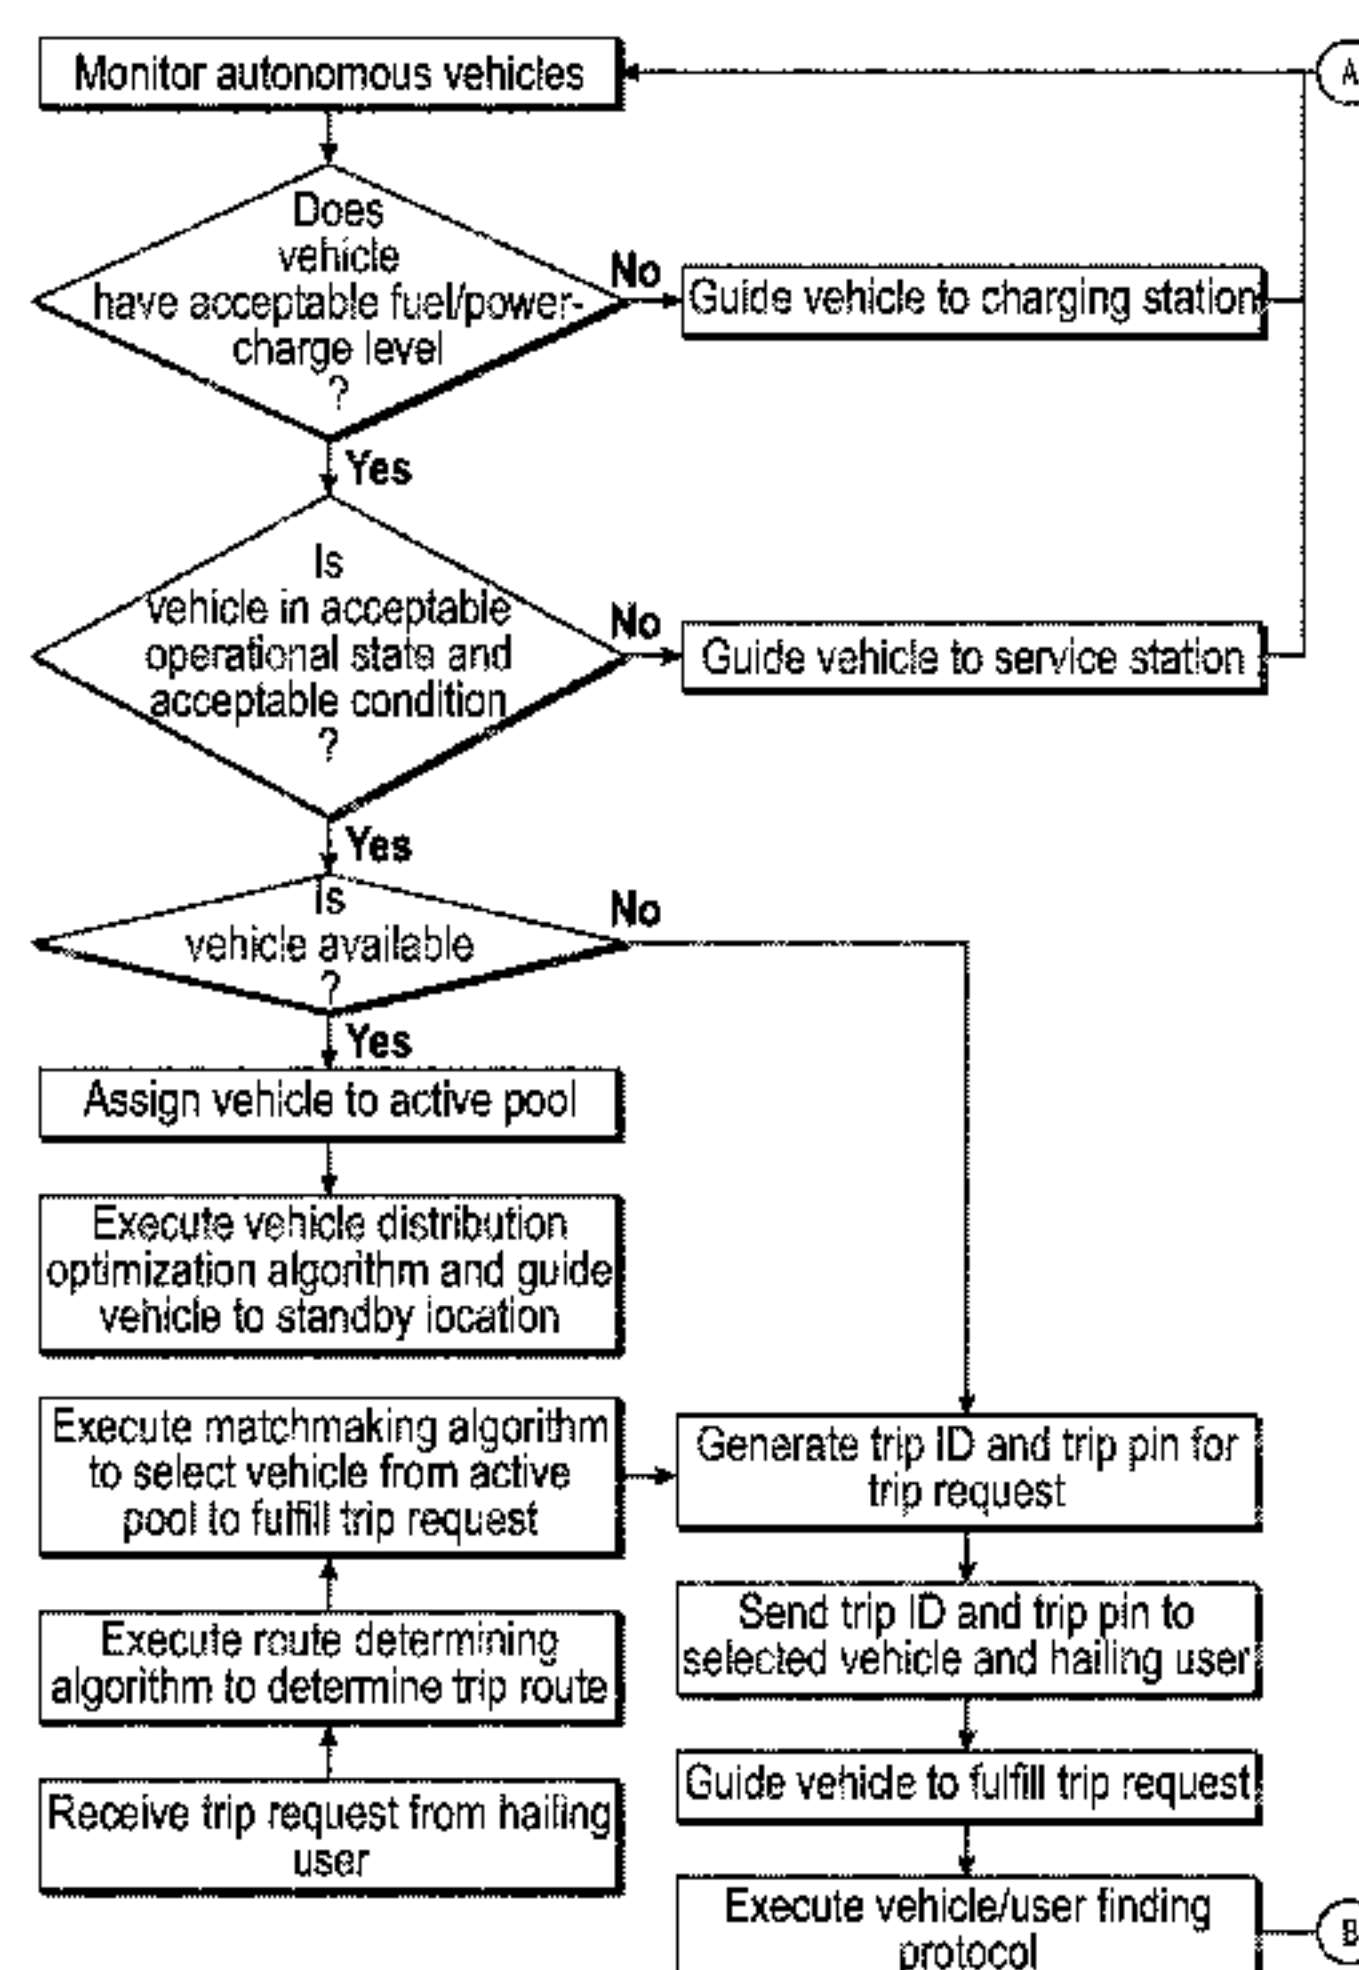 Monitor autonomous vehicles
A
Does
vehicle
have acceptable fuel/power-
charge level
?
No
Guide vehicle to charging station
Yes
Is
vehicle in acceptable
operational state and
acceptable condition
?
No
Guide vehicle to service station
Yes
Is
vehicle available
?
No
Yes
Assign vehicle to active pool
Execute vehicle distribution
optimization algorithm and guide
vehicle to standby location
Execute matchmaking algorithm
to select vehicle from active
pool to fulfill trip request
Generate trip ID and trip pin for
trip request
Execute route determining
algorithm to determine trip route
Send trip ID and trip pin to
selected vehicle and hailing user
Receive trip request from hailing
user
Guide vehicle to fulfill trip request
Execute vehicle/user finding
protocol
B